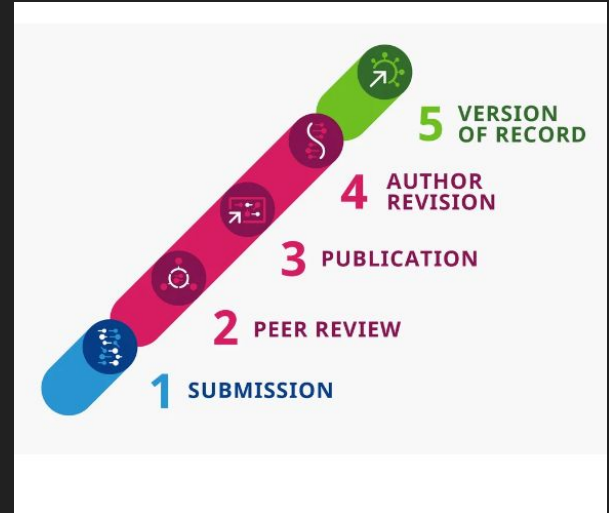 5 VERSION
OF RECORD
4 AUTHOR
REVISION
3 PUBLICATION
2 PEER REVIEW
1 SUBMISSION